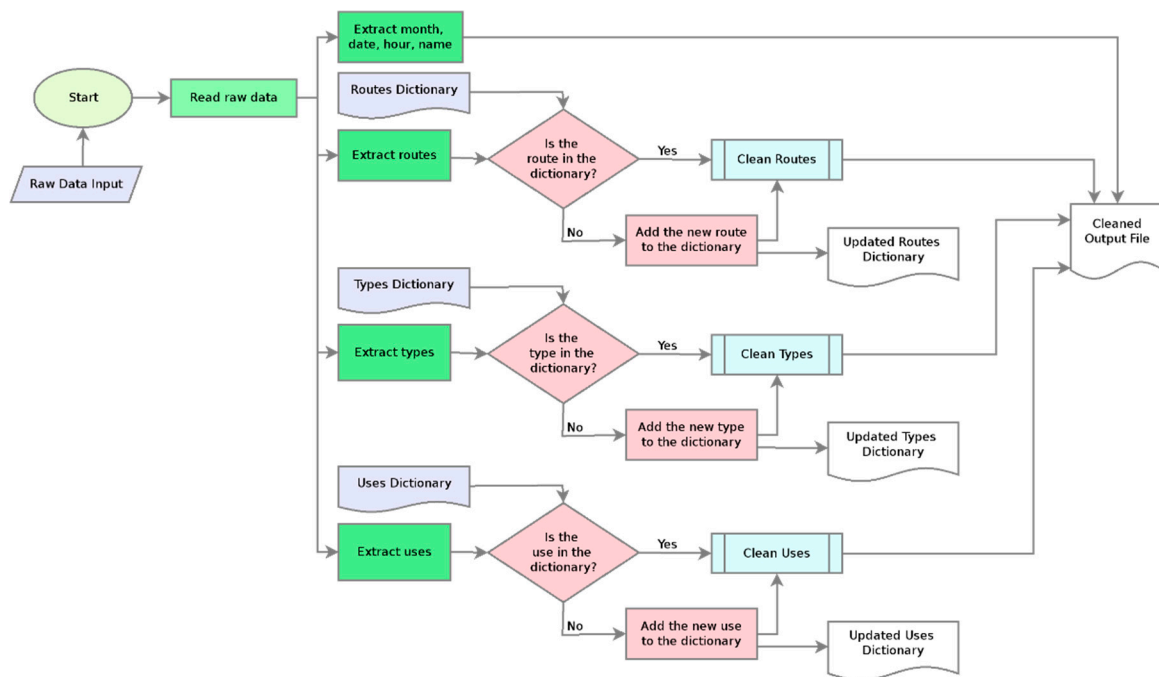 Extract month,
date, hour, name
Start
Read raw data
Raw Data Input
Routes Dictionary
Extract routes
Is the
route in the
dictionary?
Yes
Clean Routes
No
Add the new route
to the dictionary
Updated Routes
Dictionary
Cleaned
Output File
Types Dictionary
Extract types
Is the
type in the
dictionary?
Yes
Clean Types
No
Add the new type
to the dictionary
Updated Types
Dictionary
Uses Dictionary
Extract uses
Is the
use in the
dictionary?
Yes
Clean Uses
No
Add the new use
to the dictionary
Updated Uses
Dictionary